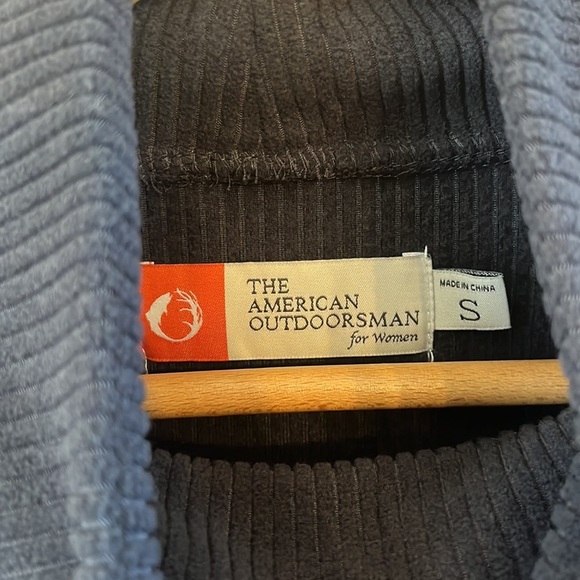 THE
AMERICAN
OUTDOORSMAN
for Women
MADE IN CHINA
S